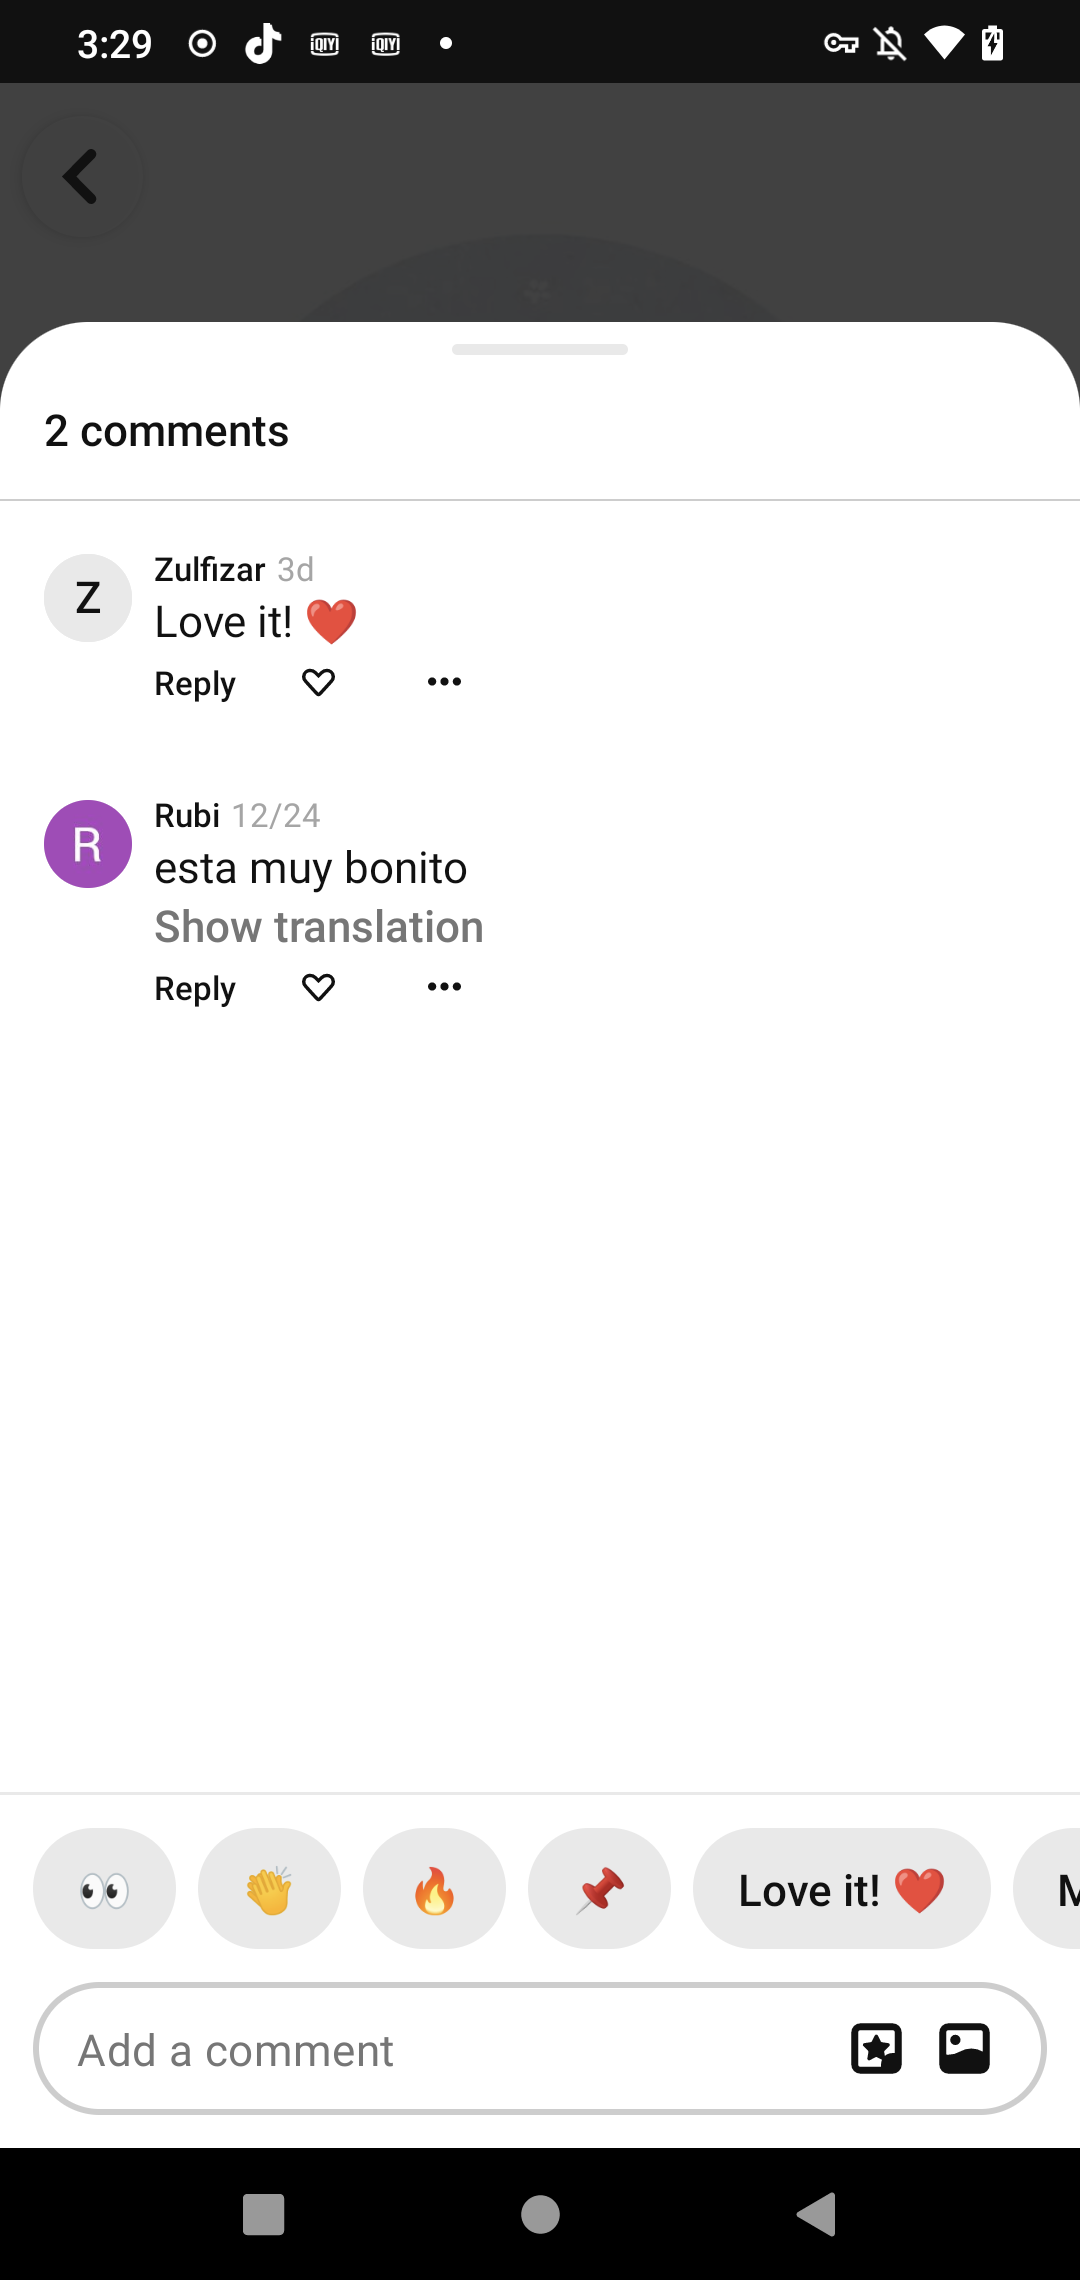 3:29
2 comments
Z
Zulfizar 3d
Love it! ❤️
Reply
R
Rubi 12/24
esta muy bonito
Show translation
Reply
👀 👏 🔥 📌 Love it! ❤️ M
Add a comment